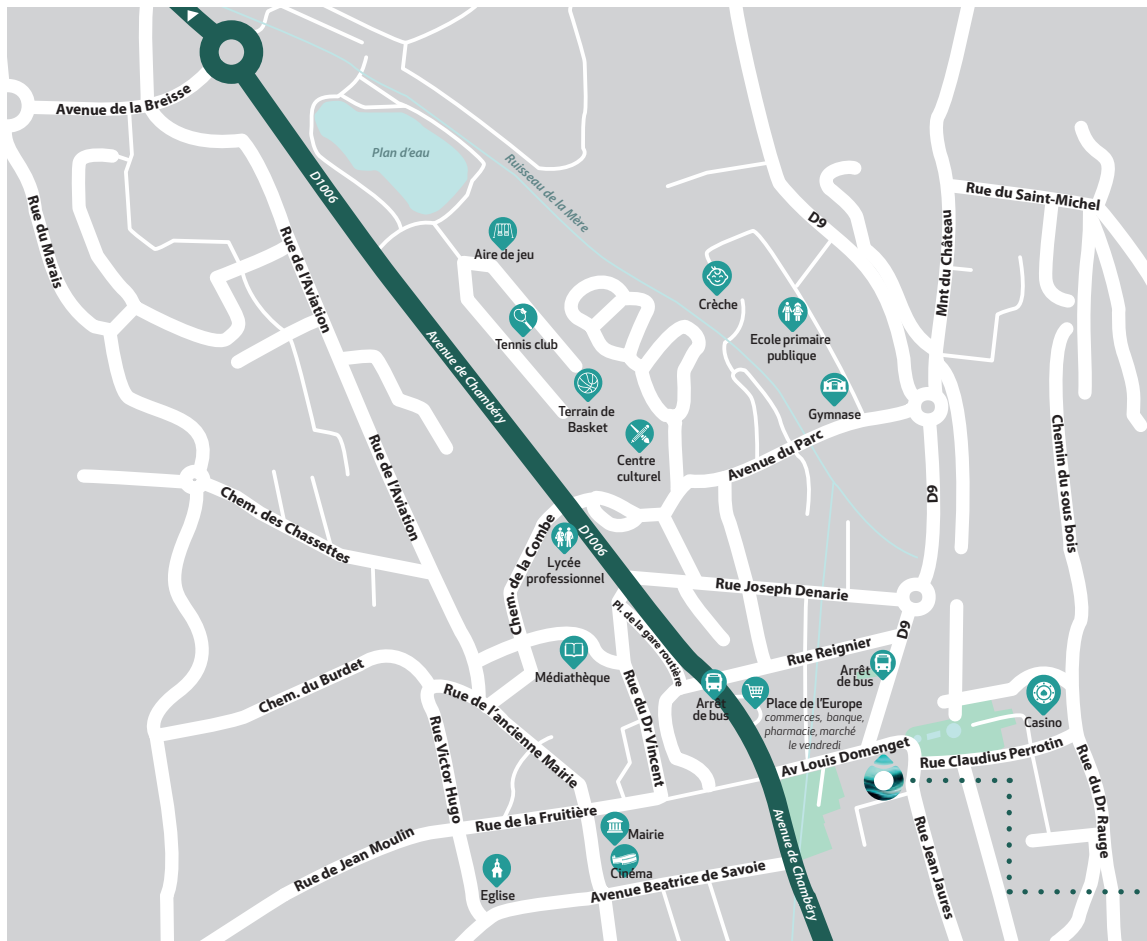 Avenue de la Breisse
D1006
Plan d'eau
Ruisseau de la Mère
D9
Rue du Saint-Michel
Mnt du Château
Rue du Marais
Rue de l'Aviation
Aire de jeu
Crèche
Ecole primaire
publique
Tennis club
Avenue de Chambéry
Terrain de
Basket
Gymnase
Centre
culturel
Avenue du Parc
Rue de l'Aviation
Chemin du sous bois
D9
Chem. des Chassettes
Chem. de la Combe
D1006
Lycée
professionnel
Rue Joseph Denarie
Pl. de la gare routière
D9
Rue Reignier
Médiathèque
Arrêt
de bus
Chem. du Burdet
Rue de l'ancienne Mairie
Rue du Dr Vincent
Arrêt
de bus
Place de l'Europe
commerces, banque,
pharmacie, marché
le vendredi
Casino
Rue Victor Hugo
Av Louis Domenget
Rue Claudius Perrotin
Rue du Dr Rauge
Rue de la Fruitière
Rue de Jean Moulin
Mairie
Cinéma
Eglise
Avenue Beatrice de Savoie
Avenue de Chambéry
Rue Jean Jaures